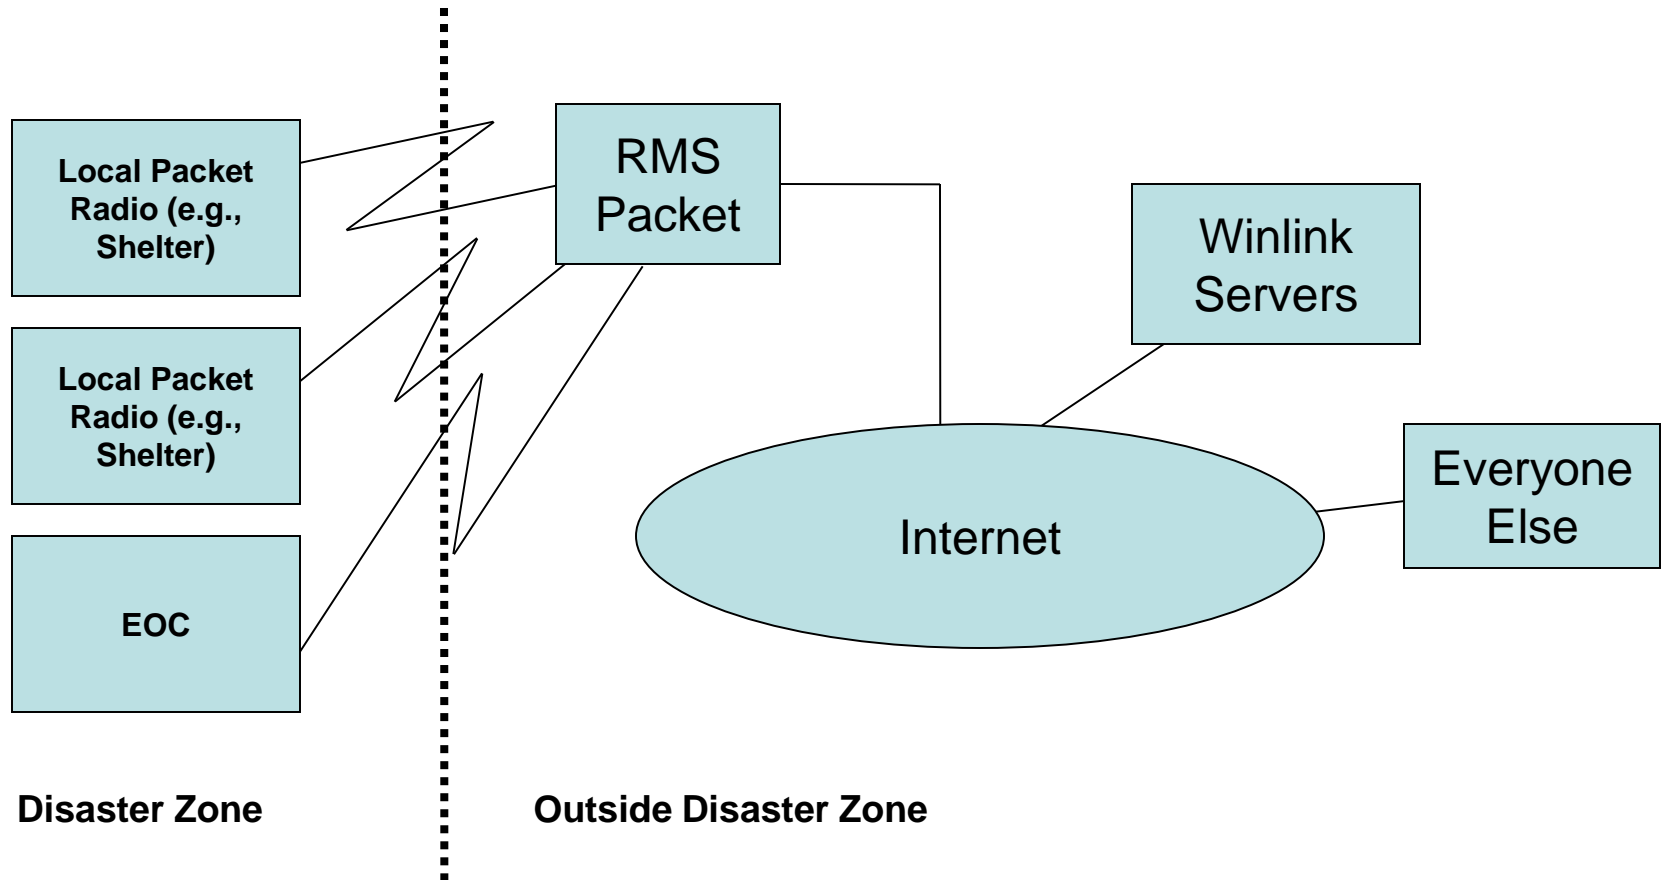 Local Packet
Radio (e.g.,
Shelter)
Local Packet
Radio (e.g.,
Shelter)
EOC
RMS
Packet
Winlink
Servers
Everyone
Else
Internet
Disaster Zone
Outside Disaster Zone